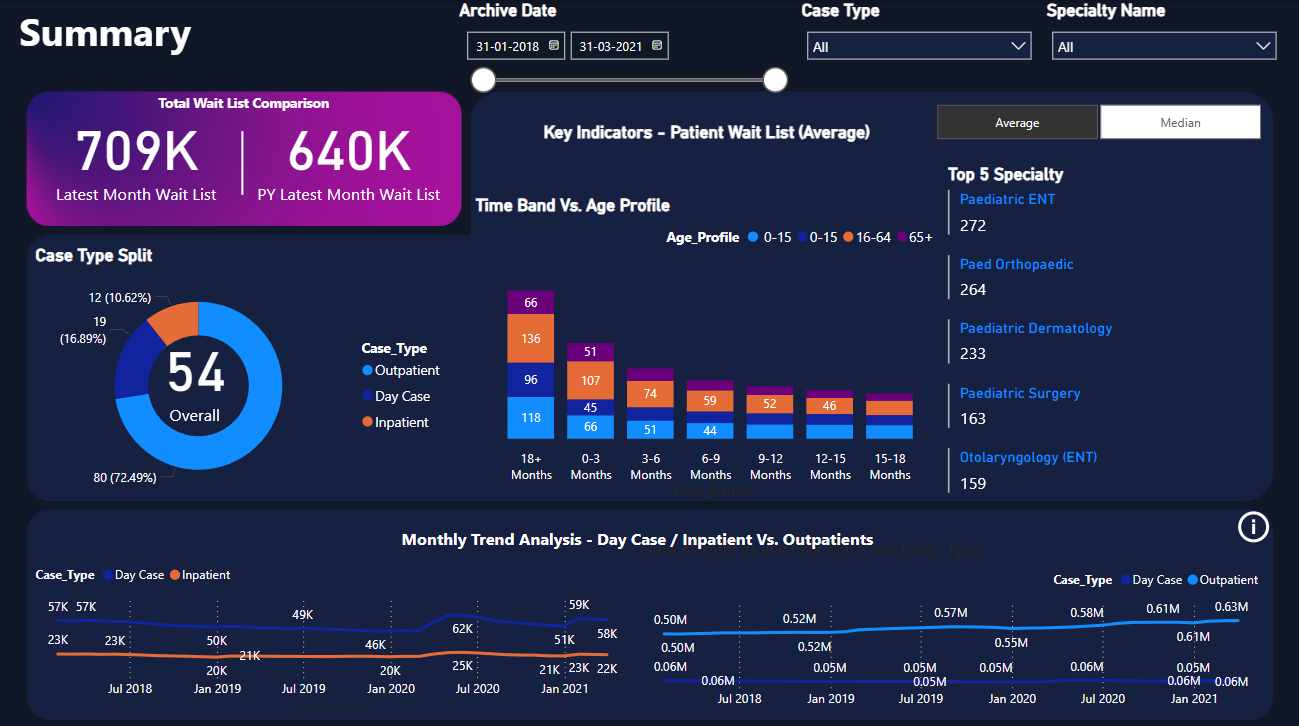 Summary
Archive Date
31-01-2018
31-03-2021
Case Type
All
Specialty Name
All
Total Wait List Comparison
709K
Latest Month Wait List
640K
PY Latest Month Wait List
Key Indicators - Patient Wait List (Average)
Average
Median
Case Type Split
12 (10.62%)
19
(16.89%)
54
Overall
80 (72.49%)
Case_Type
Outpatient
Day Case
Inpatient
Time Band Vs. Age Profile
Age_Profile
0-15
0-15
16-64
65+
66
136
96
118
51
107
45
66
74
51
59
44
52
46
18+
Months
0-3
Months
3-6
Months
6-9
Months
9-12
Months
12-15
Months
15-18
Months
Time_Bands
Top 5 Specialty
Paediatric ENT
272
Paed Orthopaedic
264
Paediatric Dermatology
233
Paediatric Surgery
163
Otolaryngology (ENT)
159
Monthly Trend Analysis - Day Case / Inpatient Vs. Outpatients
i
Case_Type
Day Case
Inpatient
57K
57K
49K
59K
23K
23K
50K
21K
46K
62K
51K
58K
20K
20K
25K
21K
23K
22K
Jul 2018
Jan 2019
Jul 2019
Jan 2020
Jul 2020
Jan 2021
Case_Type
Day Case
Outpatient
0.50M
0.52M
0.57M
0.58M
0.61M
0.63M
0.50M
0.52M
0.55M
0.61M
0.06M
0.05M
0.05M
0.05M
0.06M
0.05M
0.06M
0.05M
0.06M
0.06M
Jul 2018
Jan 2019
Jul 2019
Jan 2020
Jul 2020
Jan 2021